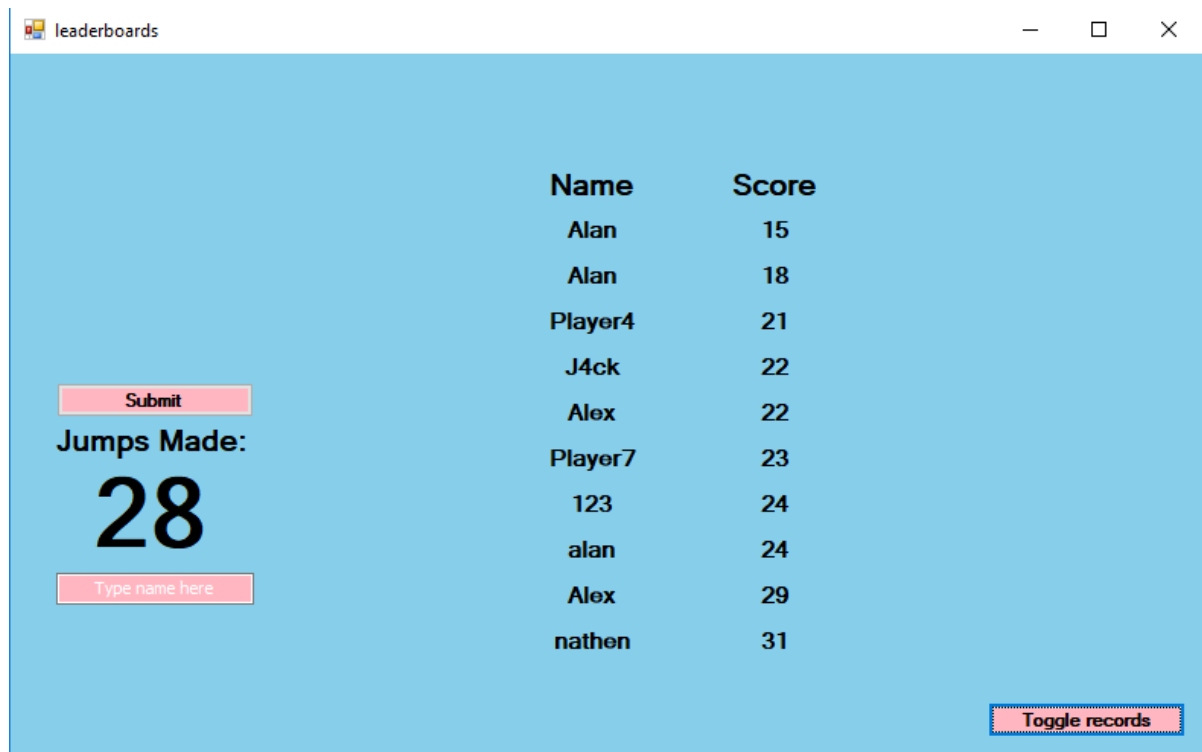 leaderboards
Name Score
Alan 15
Alan 18
Player4 21
J4ck 22
Alex 22
Player7 23
123 24
alan 24
Alex 29
nathen 31
Submit
Jumps Made:
28
Type name here
Toggle records